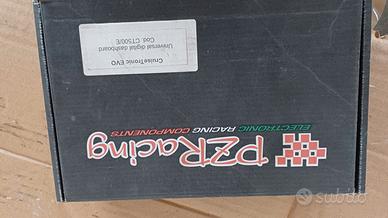 CruiseTronic EVO
Universal digital dashboard
Cod. CT500/E
PZRacing
ELECTRONIC RACING COMPONENTS
subito